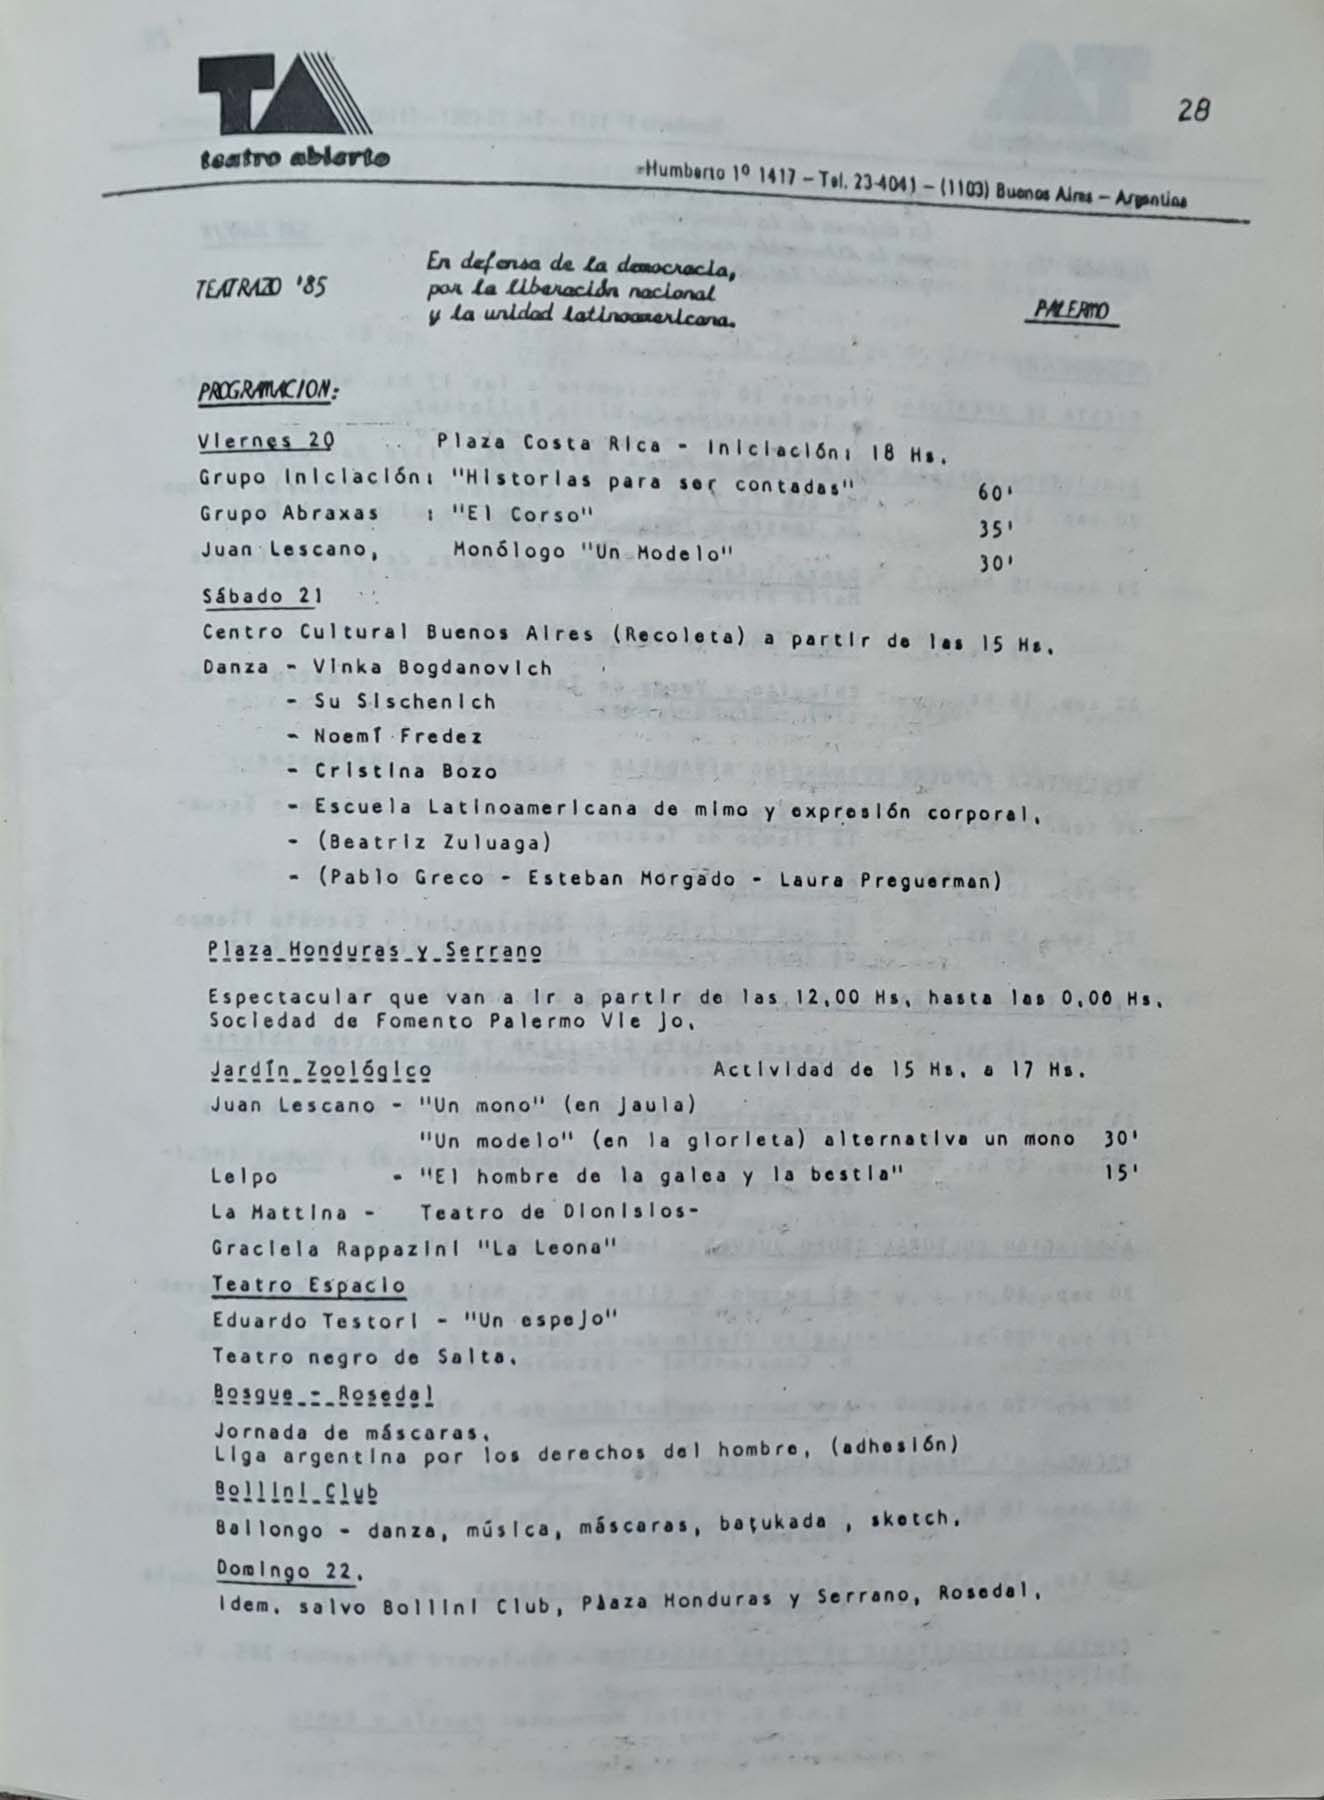 TA
28
teatro abierto
Humberto 1º 1417 – Tel. 23-4041 – (1103) Buenos Aires – Argentina
TEATRAZO '85
En defensa de la democracia,
por la liberación nacional
y la unidad latinoamericana.
PALERMO
PROGRAMACION:
Viernes 20 Plaza Costa Rica - Iniciación: 18 Hs.
Grupo Iniciación: "Historias para ser contadas" 60'
Grupo Abraxas : "El Corso" 35'
Juan Lescano, Monólogo "Un Modelo" 30'
Sábado 21
Centro Cultural Buenos Aires (Recoleta) a partir de las 15 Hs.
Danza - Vinka Bogdanovich
- Su Sischenich
- Noemí Fredez
- Cristina Bozo
- Escuela Latinoamericana de mimo y expresión corporal.
- (Beatriz Zuluaga)
- (Pablo Greco - Esteban Morgado - Laura Preguerman)
Plaza Honduras y Serrano
Espectacular que van a ir a partir de las 12,00 Hs. hasta las 0,00 Hs.
Sociedad de Fomento Palermo Vie jo.
Jardín Zoológico Actividad de 15 Hs. a 17 Hs.
Juan Lescano - "Un mono" (en jaula)
"Un modelo" (en la glorieta) alternativa un mono 30'
Leipo - "El hombre de la galea y la bestia" 15'
La Mattina - Teatro de Dionisios-
Graciela Rappazini "La Leona"
Teatro Espacio
Eduardo Testori - "Un espejo"
Teatro negro de Salta.
Bosque - Rosedal
Jornada de máscaras.
Liga argentina por los derechos del hombre, (adhesión)
Bollini Club
Bailongo - danza, música, máscaras, batukada , sketch.
Domingo 22.
Idem. salvo Bollini Club, Plaza Honduras y Serrano, Rosedal.